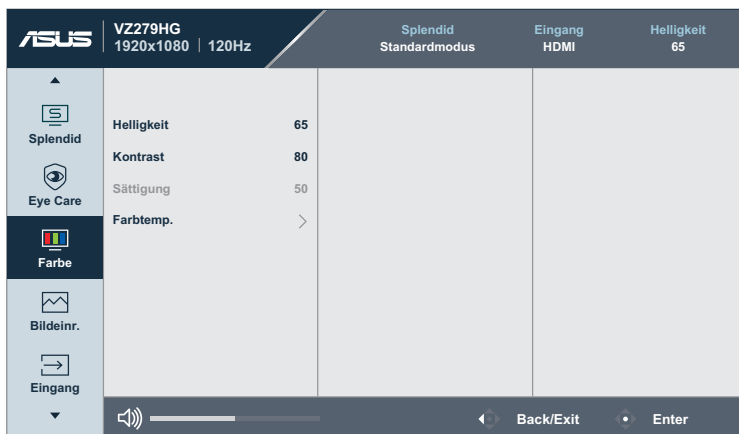 ASUS
VZ279HG
1920x1080 | 120Hz
Splendid
Standardmodus
Eingang
HDMI
Helligkeit
65
S
Splendid
Eye Care
Farbe
Bildeinr.
Eingang
Helligkeit 65
Kontrast 80
Sättigung 50
Farbtemp.
Back/Exit
Enter